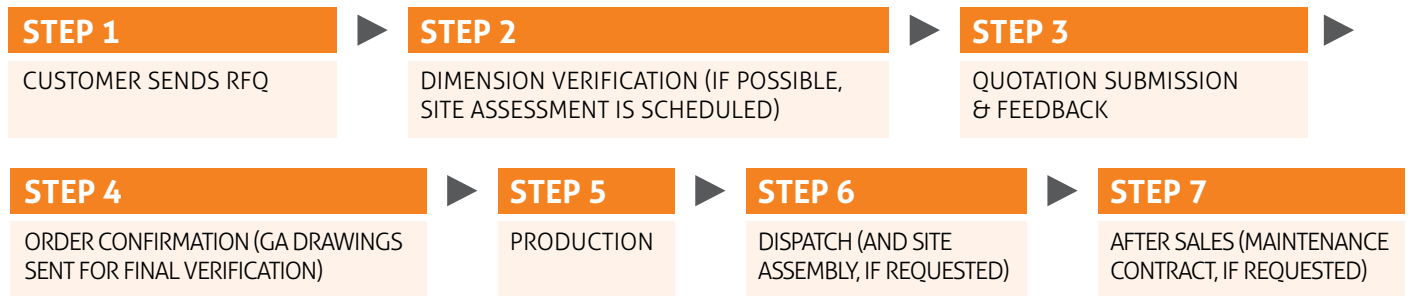 STEP 1
CUSTOMER SENDS RFQ
STEP 2
DIMENSION VERIFICATION (IF POSSIBLE,
SITE ASSESSMENT IS SCHEDULED)
STEP 3
QUOTATION SUBMISSION
& FEEDBACK
STEP 4
ORDER CONFIRMATION (GA DRAWINGS
SENT FOR FINAL VERIFICATION)
STEP 5
PRODUCTION
STEP 6
DISPATCH (AND SITE
ASSEMBLY, IF REQUESTED)
STEP 7
AFTER SALES (MAINTENANCE
CONTRACT, IF REQUESTED)